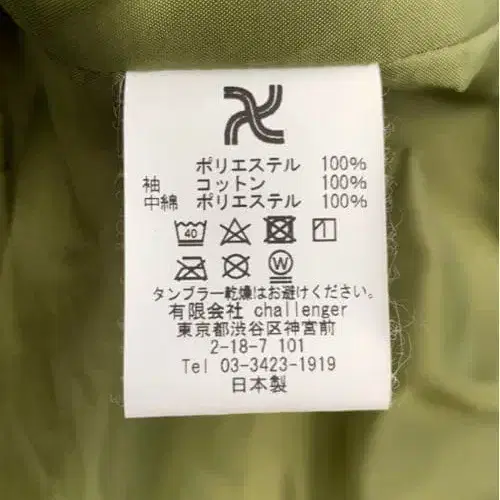 ポリエステル 100%
袖 コットン 100%
中綿 ポリエステル 100%
40
W
タンブラー乾燥はお避けください。
有限会社 challenger
東京都渋谷区神宮前
2-18-7 101
Tel 03-3423-1919
日本製